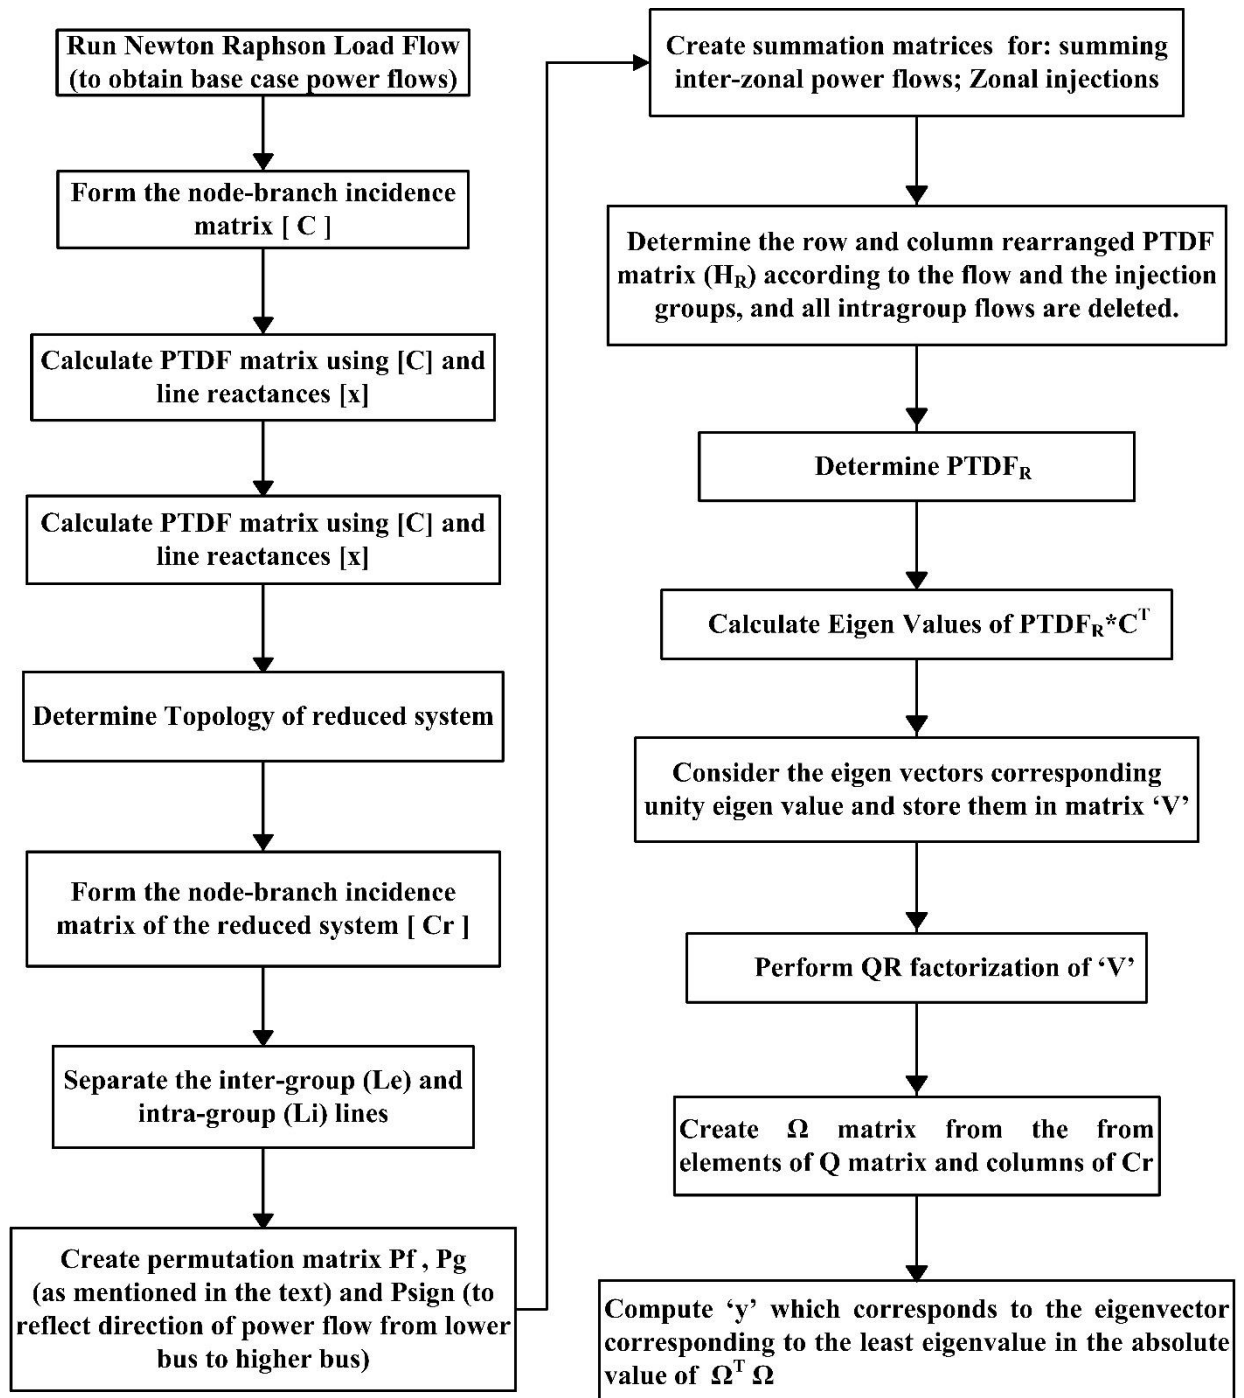 Run Newton Raphson Load Flow
(to obtain base case power flows)
Form the node-branch incidence
matrix [ C ]
Calculate PTDF matrix using [C] and
line reactances [x]
Calculate PTDF matrix using [C] and
line reactances [x]
Determine Topology of reduced system
Form the node-branch incidence
matrix of the reduced system [ Cr ]
Separate the inter-group (Le) and
intra-group (Li) lines
Create permutation matrix Pf , Pg
(as mentioned in the text) and Psign (to
reflect direction of power flow from lower
bus to higher bus)
Create summation matrices for: summing
inter-zonal power flows; Zonal injections
Determine the row and column rearranged PTDF
matrix (H_R) according to the flow and the injection
groups, and all intragroup flows are deleted.
Determine PTDF_R
Calculate Eigen Values of PTDF_R*C^T
Consider the eigen vectors corresponding
unity eigen value and store them in matrix ‘V’
Perform QR factorization of ‘V’
Create Ω matrix from the from
elements of Q matrix and columns of Cr
Compute ‘y’ which corresponds to the eigenvector
corresponding to the least eigenvalue in the absolute
value of Ω^T Ω